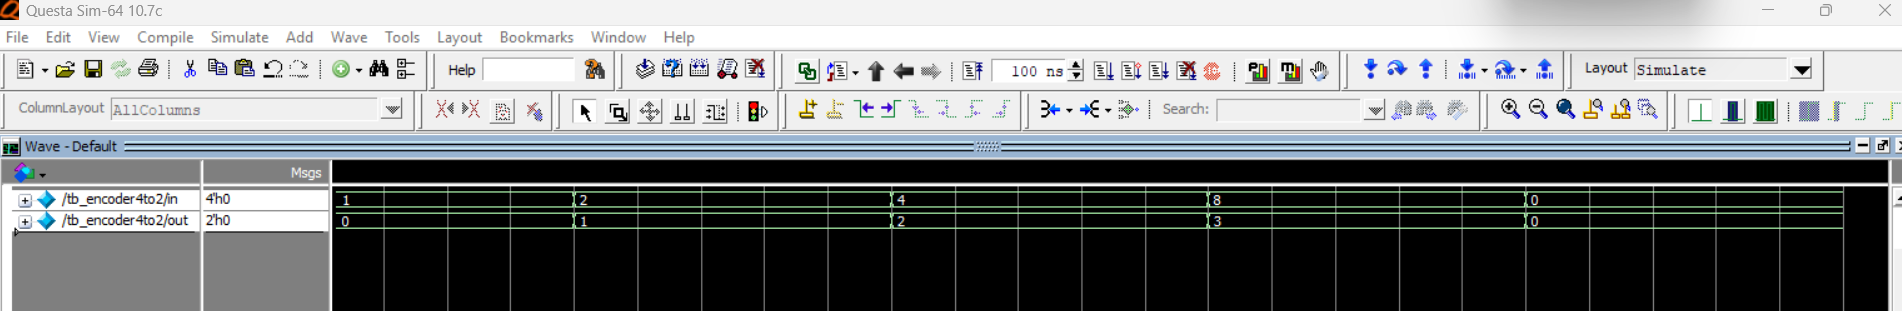 Questa Sim-64 10.7c
File Edit View Compile Simulate Add Wave Tools Layout Bookmarks Window Help
Help 100 ns Layout Simulate
ColumnLayout AllColumns Search:
Wave - Default
Msgs
/tb_encoder4to2/in 4'h0 1 2 4 8 0
/tb_encoder4to2/out 2'h0 0 1 2 3 0